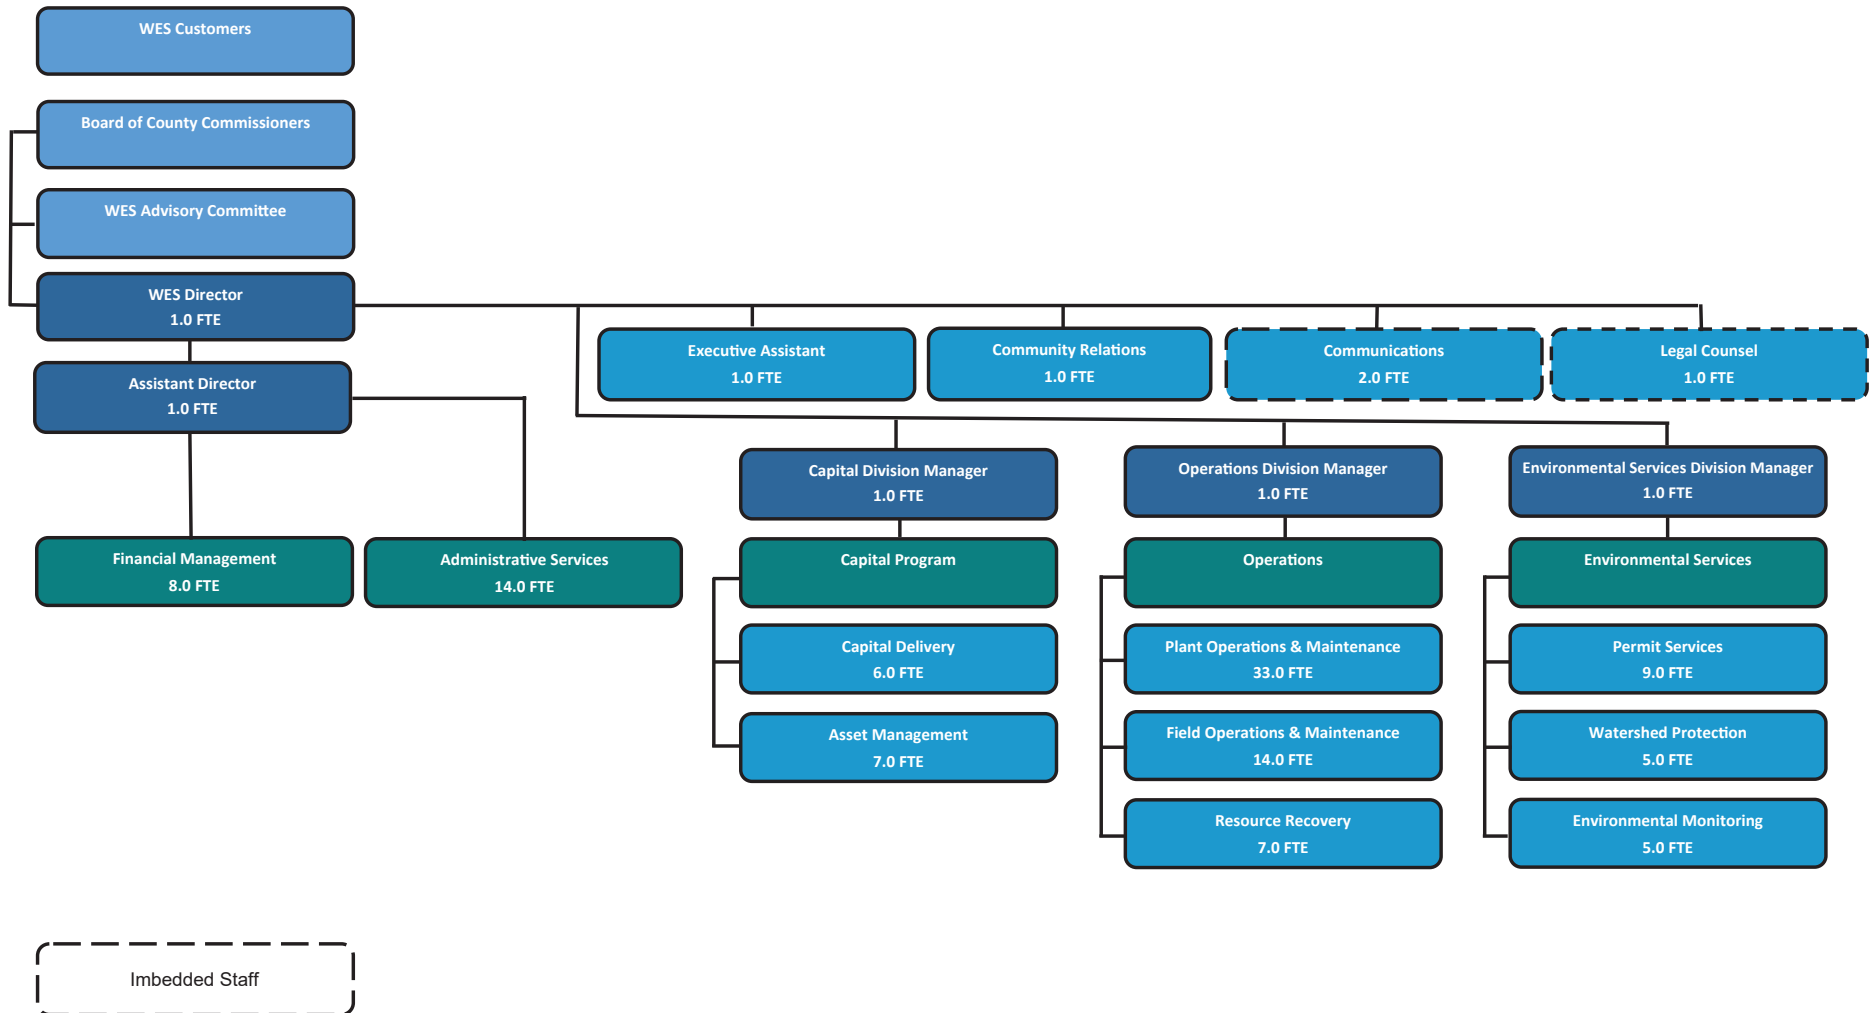 WES Customers
Board of County Commissioners
WES Advisory Committee
WES Director
1.0 FTE
Assistant Director
1.0 FTE
Executive Assistant
1.0 FTE
Community Relations
1.0 FTE
Communications
2.0 FTE
Legal Counsel
1.0 FTE
Capital Division Manager
1.0 FTE
Operations Division Manager
1.0 FTE
Environmental Services Division Manager
1.0 FTE
Financial Management
8.0 FTE
Administrative Services
14.0 FTE
Capital Program
Capital Delivery
6.0 FTE
Asset Management
7.0 FTE
Operations
Plant Operations & Maintenance
33.0 FTE
Field Operations & Maintenance
14.0 FTE
Resource Recovery
7.0 FTE
Environmental Services
Permit Services
9.0 FTE
Watershed Protection
5.0 FTE
Environmental Monitoring
5.0 FTE
Imbedded Staff